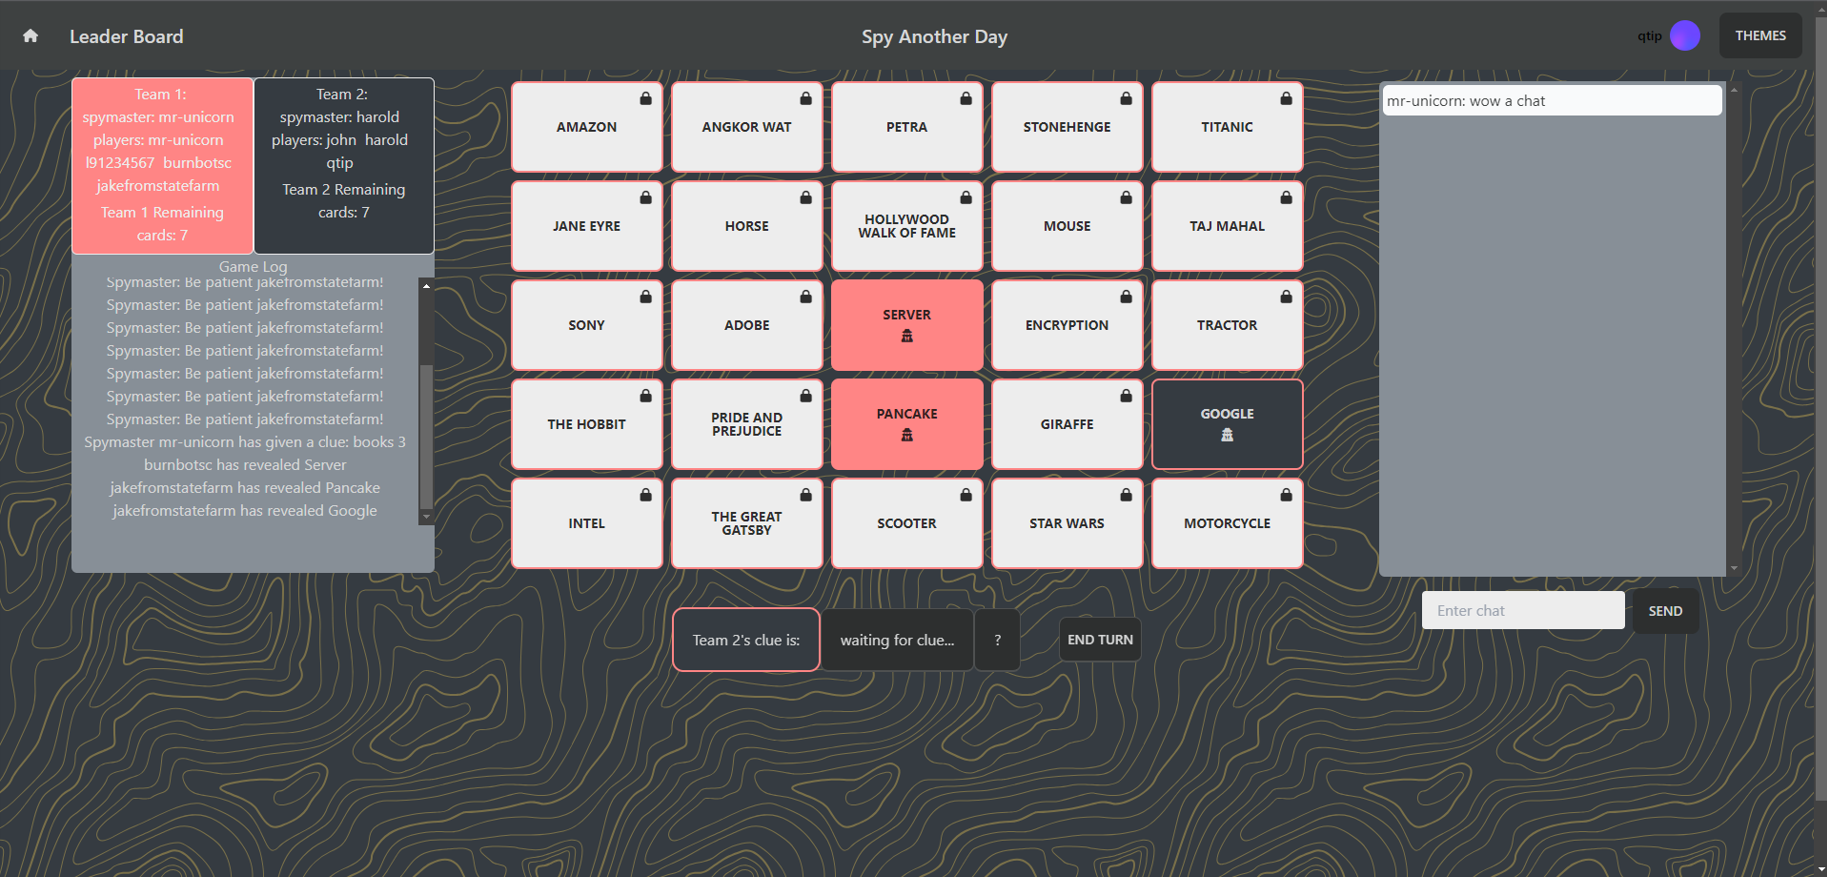 Leader Board
Spy Another Day
qtip
THEMES
Team 1:
spymaster: mr-unicorn
players: mr-unicorn
l91234567 burnbotsc
jakefromstatefarm
Team 1 Remaining
cards: 7
Team 2:
spymaster: harold
players: john harold
qtip
Team 2 Remaining
cards: 7
Game Log
Spymaster: Be patient jakefromstatefarm!
Spymaster: Be patient jakefromstatefarm!
Spymaster: Be patient jakefromstatefarm!
Spymaster: Be patient jakefromstatefarm!
Spymaster: Be patient jakefromstatefarm!
Spymaster: Be patient jakefromstatefarm!
Spymaster: Be patient jakefromstatefarm!
Spymaster mr-unicorn has given a clue: books 3
burnbotsc has revealed Server
jakefromstatefarm has revealed Pancake
jakefromstatefarm has revealed Google
AMAZON
ANGKOR WAT
PETRA
STONEHENGE
TITANIC
JANE EYRE
HORSE
HOLLYWOOD
WALK OF FAME
MOUSE
TAJ MAHAL
SONY
ADOBE
SERVER
ENCRYPTION
TRACTOR
THE HOBBIT
PRIDE AND
PREJUDICE
PANCAKE
GIRAFFE
GOOGLE
INTEL
THE GREAT
GATSBY
SCOOTER
STAR WARS
MOTORCYCLE
Team 2's clue is:
waiting for clue...
?
END TURN
mr-unicorn: wow a chat
Enter chat
SEND